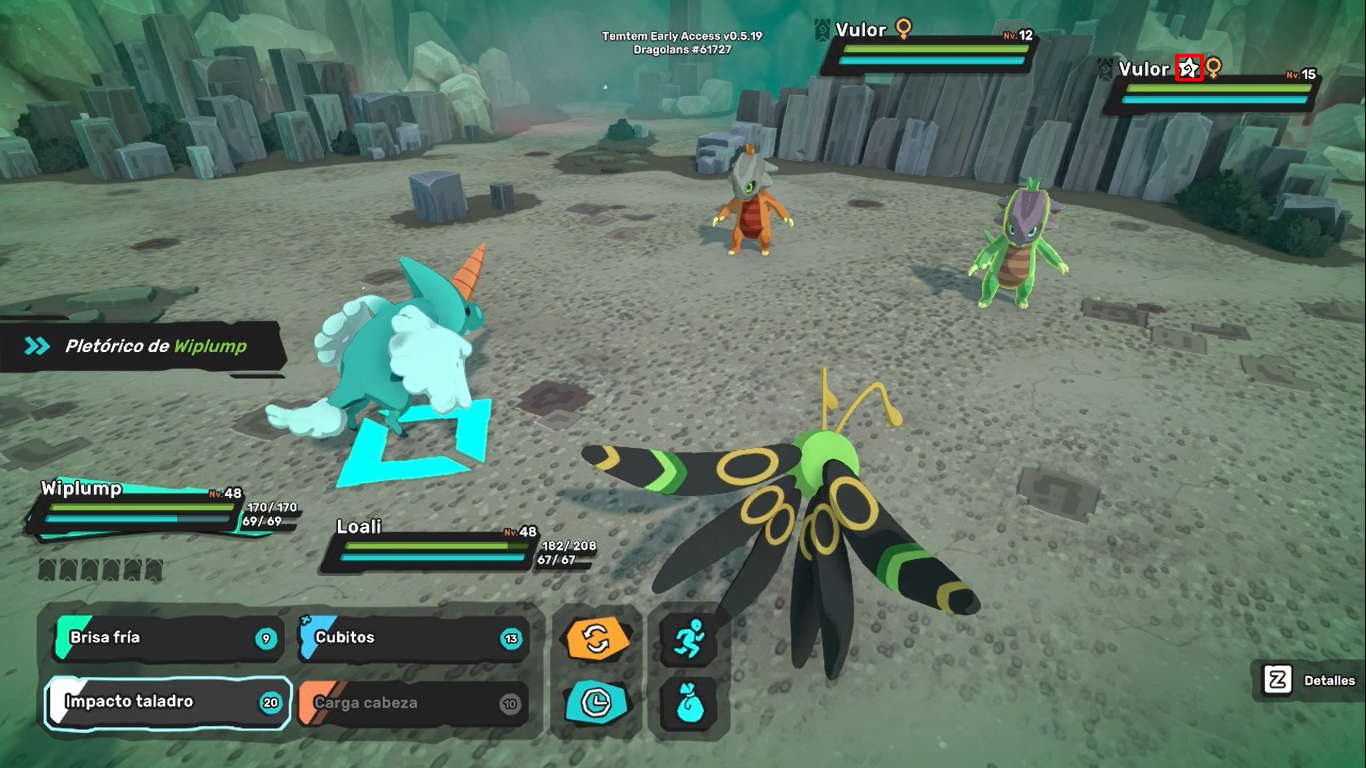 Temtem Early Access v0.5.19
Dragolans #61727
Vulor
Nv.12
Vulor
Nv.15
Pletórico de Wiplump
Wiplump
Nv.48
170/170
69/69
Loali
Nv.48
182/208
67/67
Brisa fría 9
Cubitos 13
Impacto taladro 20
Carga cabeza 10
Z Detalles